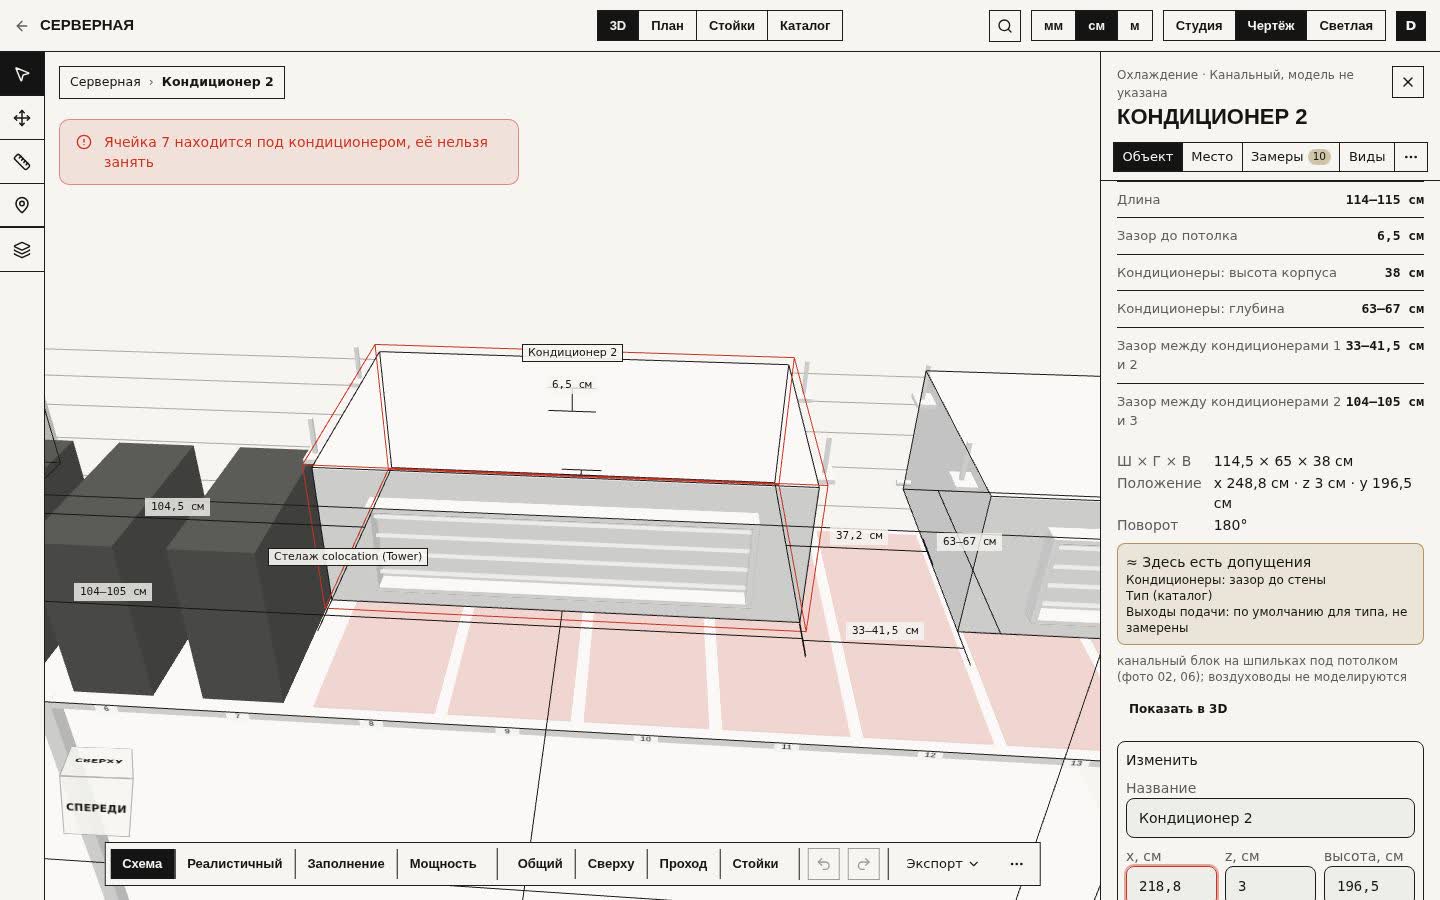 СЕРВЕРНАЯ
3D План Стойки Каталог
мм см м
Студия Чертёж Светлая
D
Серверная › Кондиционер 2
Ячейка 7 находится под кондиционером, её нельзя
занять
Кондиционер 2
6,5 см
104,5 см
37,2 см
63–67 см
Стелаж colocation (Tower)
104–105 см
33–41,5 см
6
7
8
9
10
11
12
13
СВЕРХУ
СПЕРЕДИ
Схема Реалистичный Заполнение Мощность Общий Сверху Проход Стойки Экспорт
Охлаждение · Канальный, модель не
указана
КОНДИЦИОНЕР 2
Объект Место Замеры 10 Виды
Длина 114–115 см
Зазор до потолка 6,5 см
Кондиционеры: высота корпуса 38 см
Кондиционеры: глубина 63–67 см
Зазор между кондиционерами 1 33–41,5 см
и 2
Зазор между кондиционерами 2 104–105 см
и 3
Ш × Г × В 114,5 × 65 × 38 см
Положение x 248,8 см · z 3 см · y 196,5
см
Поворот 180°
≈ Здесь есть допущения
Кондиционеры: зазор до стены
Тип (каталог)
Выходы подачи: по умолчанию для типа, не
замерены
канальный блок на шпильках под потолком
(фото 02, 06); воздуховоды не моделируются
Показать в 3D
Изменить
Название
Кондиционер 2
x, см z, см высота, см
218,8 3 196,5